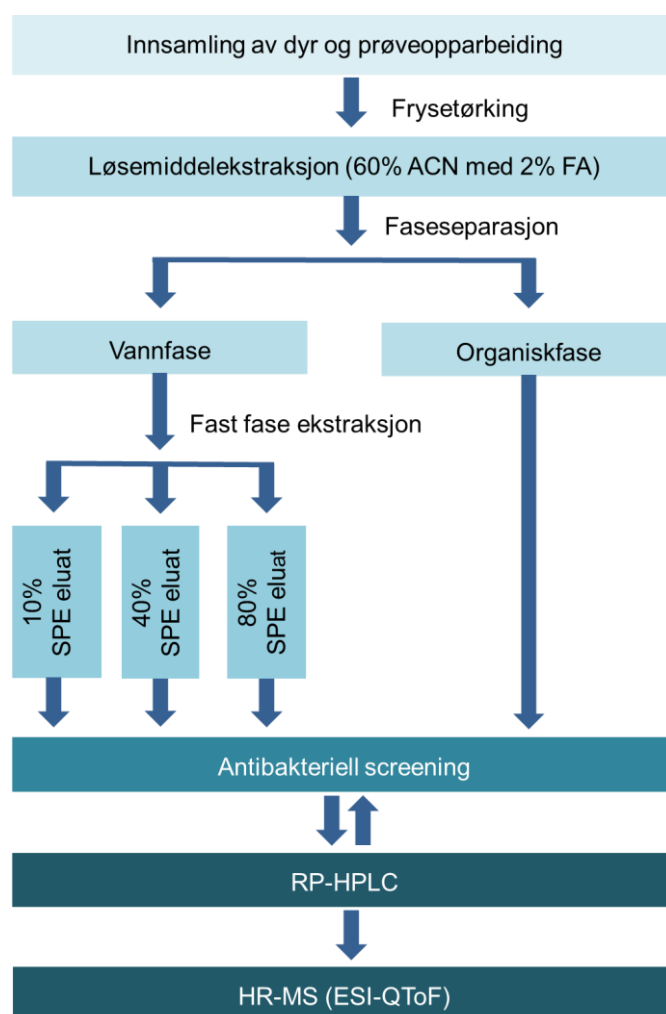 Innsamling av dyr og prøveopparbeiding
Frysetørking
Løsemiddelekstraksjon (60% ACN med 2% FA)
Faseseparasjon
Vannfase
Organiskfase
Fast fase ekstraksjon
10%
SPE eluat
40%
SPE eluat
80%
SPE eluat
Antibakteriell screening
RP-HPLC
HR-MS (ESI-QToF)